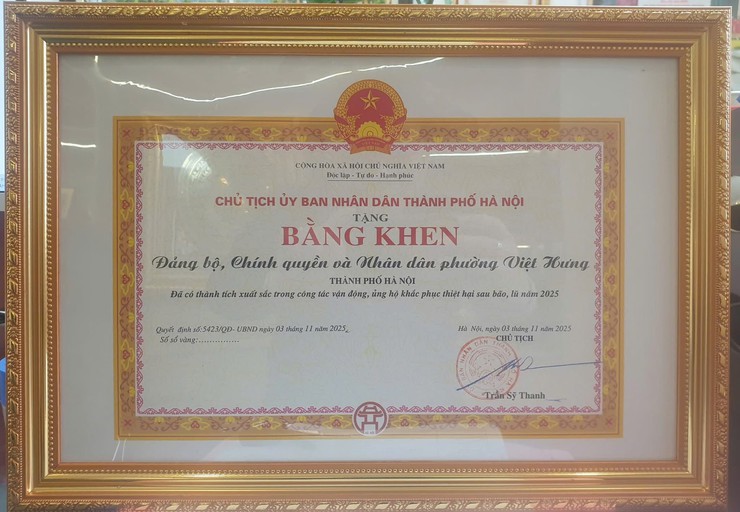 CỘNG HÒA XÃ HỘI CHỦ NGHĨA VIỆT NAM
Độc lập - Tự do - Hạnh phúc
CHỦ TỊCH ỦY BAN NHÂN DÂN THÀNH PHỐ HÀ NỘI
TẶNG
BẰNG KHEN
Đảng bộ, Chính quyền và Nhân dân phường Việt Hưng
THÀNH PHỐ HÀ NỘI
Đã có thành tích xuất sắc trong công tác vận động, ủng hộ khắc phục thiệt hại sau bão, lũ năm 2025
Quyết định số:5423/QĐ- UBND ngày 03 tháng 11 năm 2025
Số sổ vàng:...............
Hà Nội, ngày 03 tháng 11 năm 2025
CHỦ TỊCH
Trần Sỹ Thanh